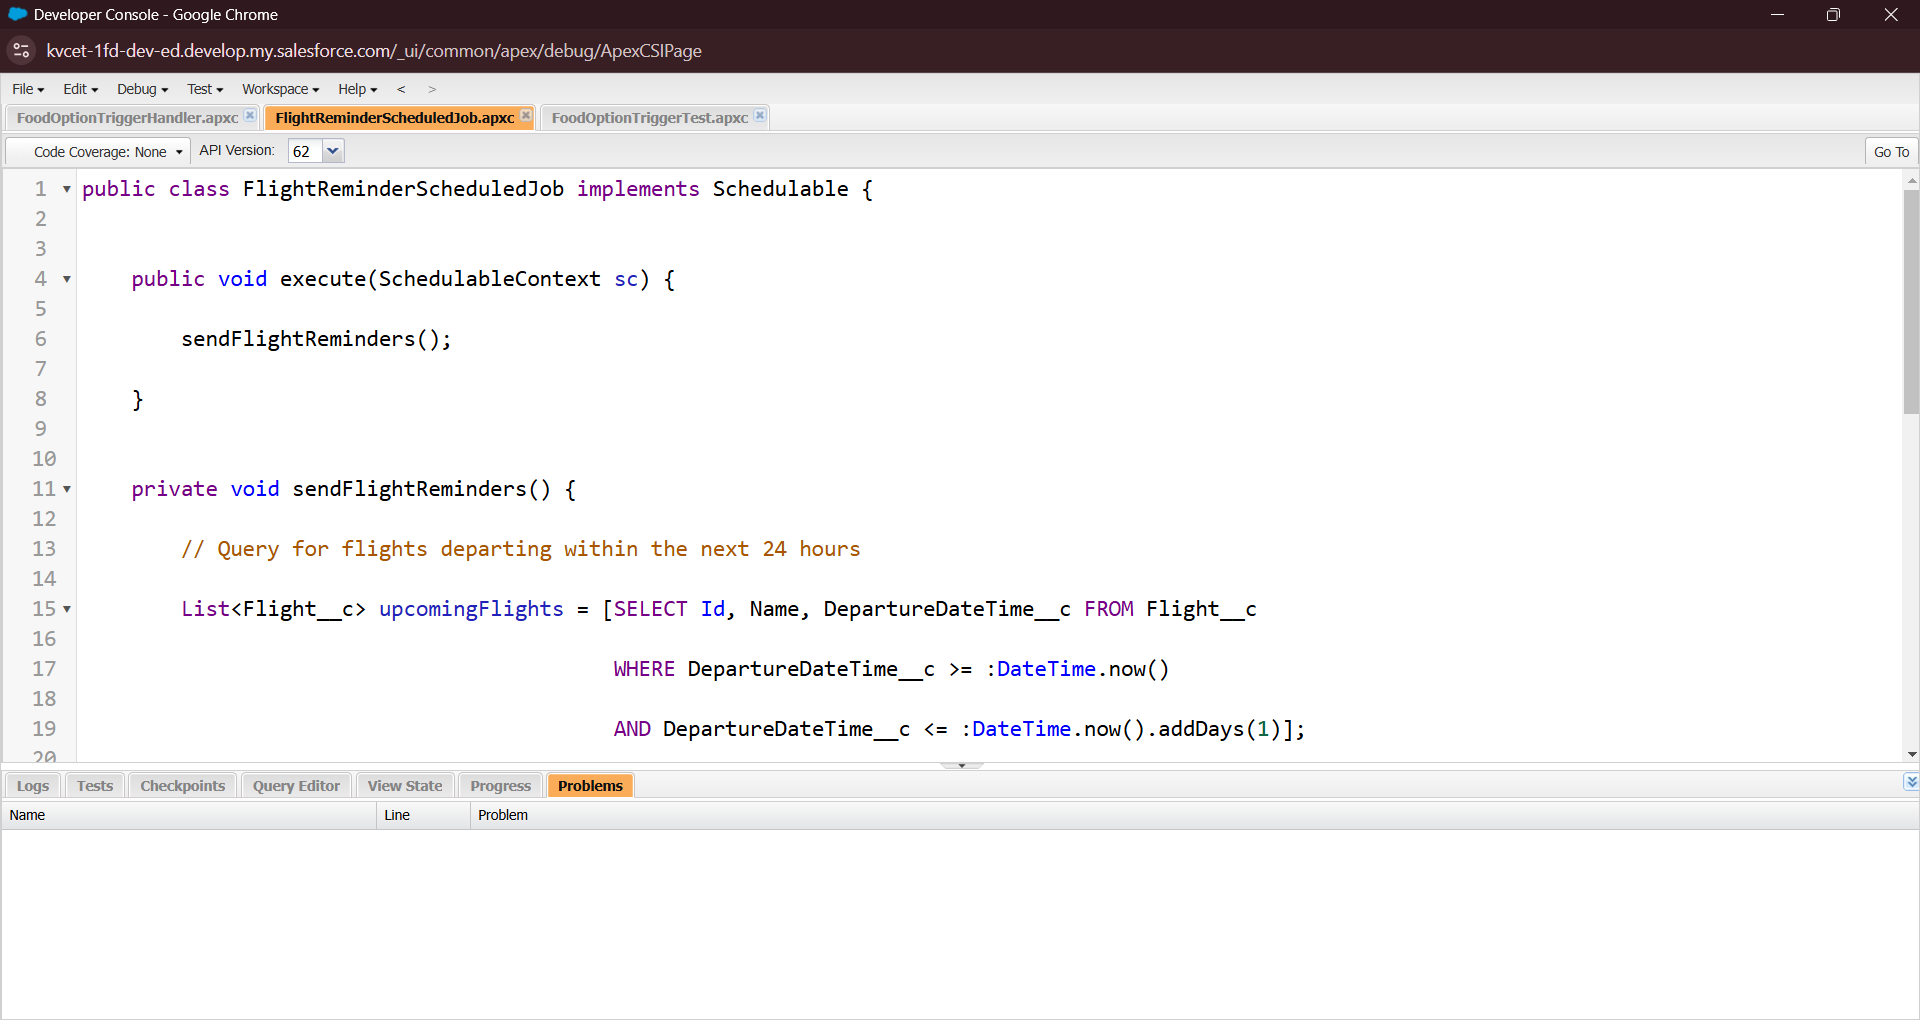 Developer Console - Google Chrome
kvcet-1fd-dev-ed.develop.my.salesforce.com/_ui/common/apex/debug/ApexCSIPage
File Edit Debug Test Workspace Help < >
FoodOptionTriggerHandler.apxc FlightReminderScheduledJob.apxc FoodOptionTriggerTest.apxc
Code Coverage: None API Version: 62 Go To
1 public class FlightReminderScheduledJob implements Schedulable {
2
3
4 public void execute(SchedulableContext sc) {
5
6 sendFlightReminders();
7
8 }
9
10
11 private void sendFlightReminders() {
12
13 // Query for flights departing within the next 24 hours
14
15 List<Flight__c> upcomingFlights = [SELECT Id, Name, DepartureDateTime__c FROM Flight__c
16
17 WHERE DepartureDateTime__c >= :DateTime.now()
18
19 AND DepartureDateTime__c <= :DateTime.now().addDays(1)];
20
Logs Tests Checkpoints Query Editor View State Progress Problems
Name Line Problem